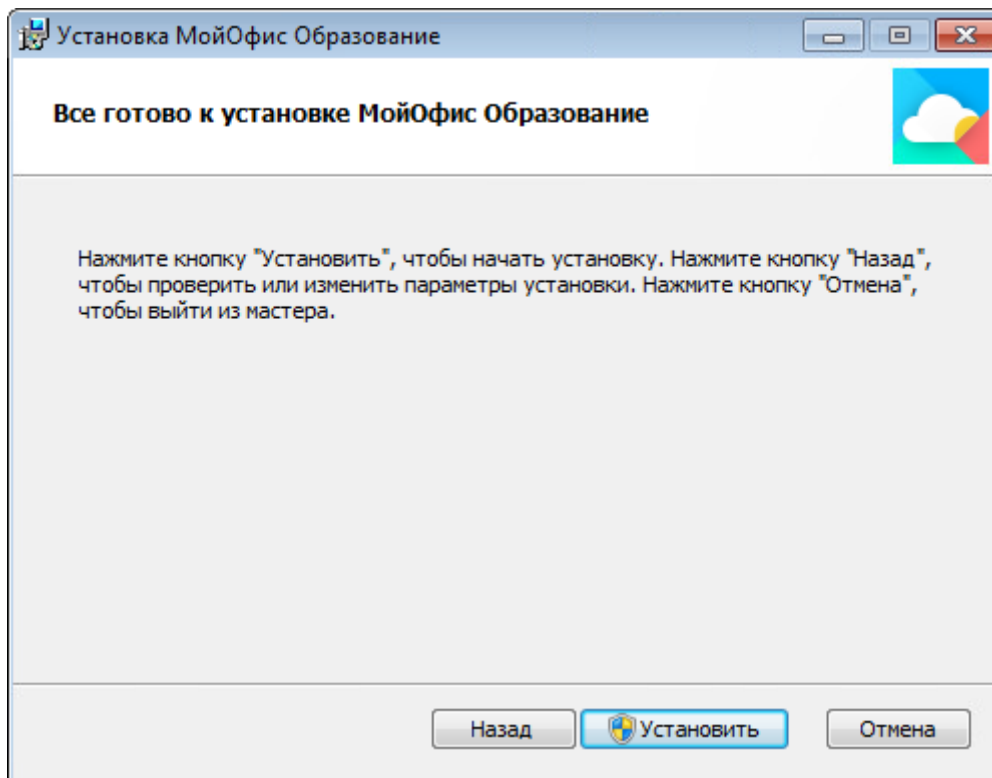 Установка МойОфис Образование
Все готово к установке МойОфис Образование
Нажмите кнопку "Установить", чтобы начать установку. Нажмите кнопку "Назад",
чтобы проверить или изменить параметры установки. Нажмите кнопку "Отмена",
чтобы выйти из мастера.
Назад
Установить
Отмена